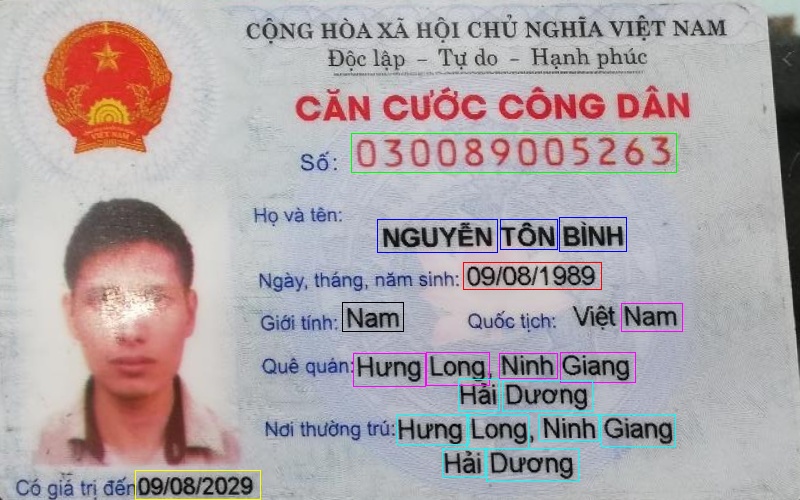 CỘNG HÒA XÃ HỘI CHỦ NGHĨA VIỆT NAM
Độc lập – Tự do – Hạnh phúc
CĂN CƯỚC CÔNG DÂN
Số: 030089005263
Họ và tên:
NGUYỄN TÔN BÌNH
Ngày, tháng, năm sinh: 09/08/1989
Giới tính: Nam Quốc tịch: Việt Nam
Quê quán: Hưng Long, Ninh Giang
Hải Dương
Nơi thường trú: Hưng Long, Ninh Giang
Hải Dương
Có giá trị đến 09/08/2029
VIỆT NAM